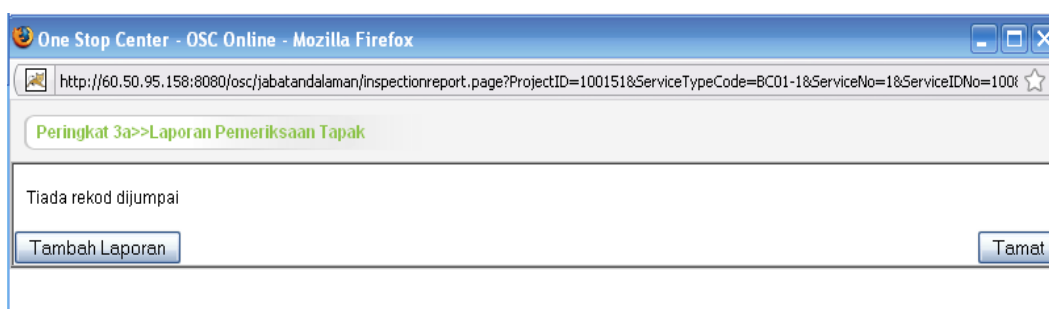 One Stop Center - OSC Online - Mozilla Firefox
http://60.50.95.158:8080/osc/jabatandalaman/inspectionreport.page?ProjectID=100151&ServiceTypeCode=BC01-1&ServiceNo=1&ServiceIDNo=1008
Peringkat 3a>>Laporan Pemeriksaan Tapak
Tiada rekod dijumpai
Tambah Laporan
Tamat